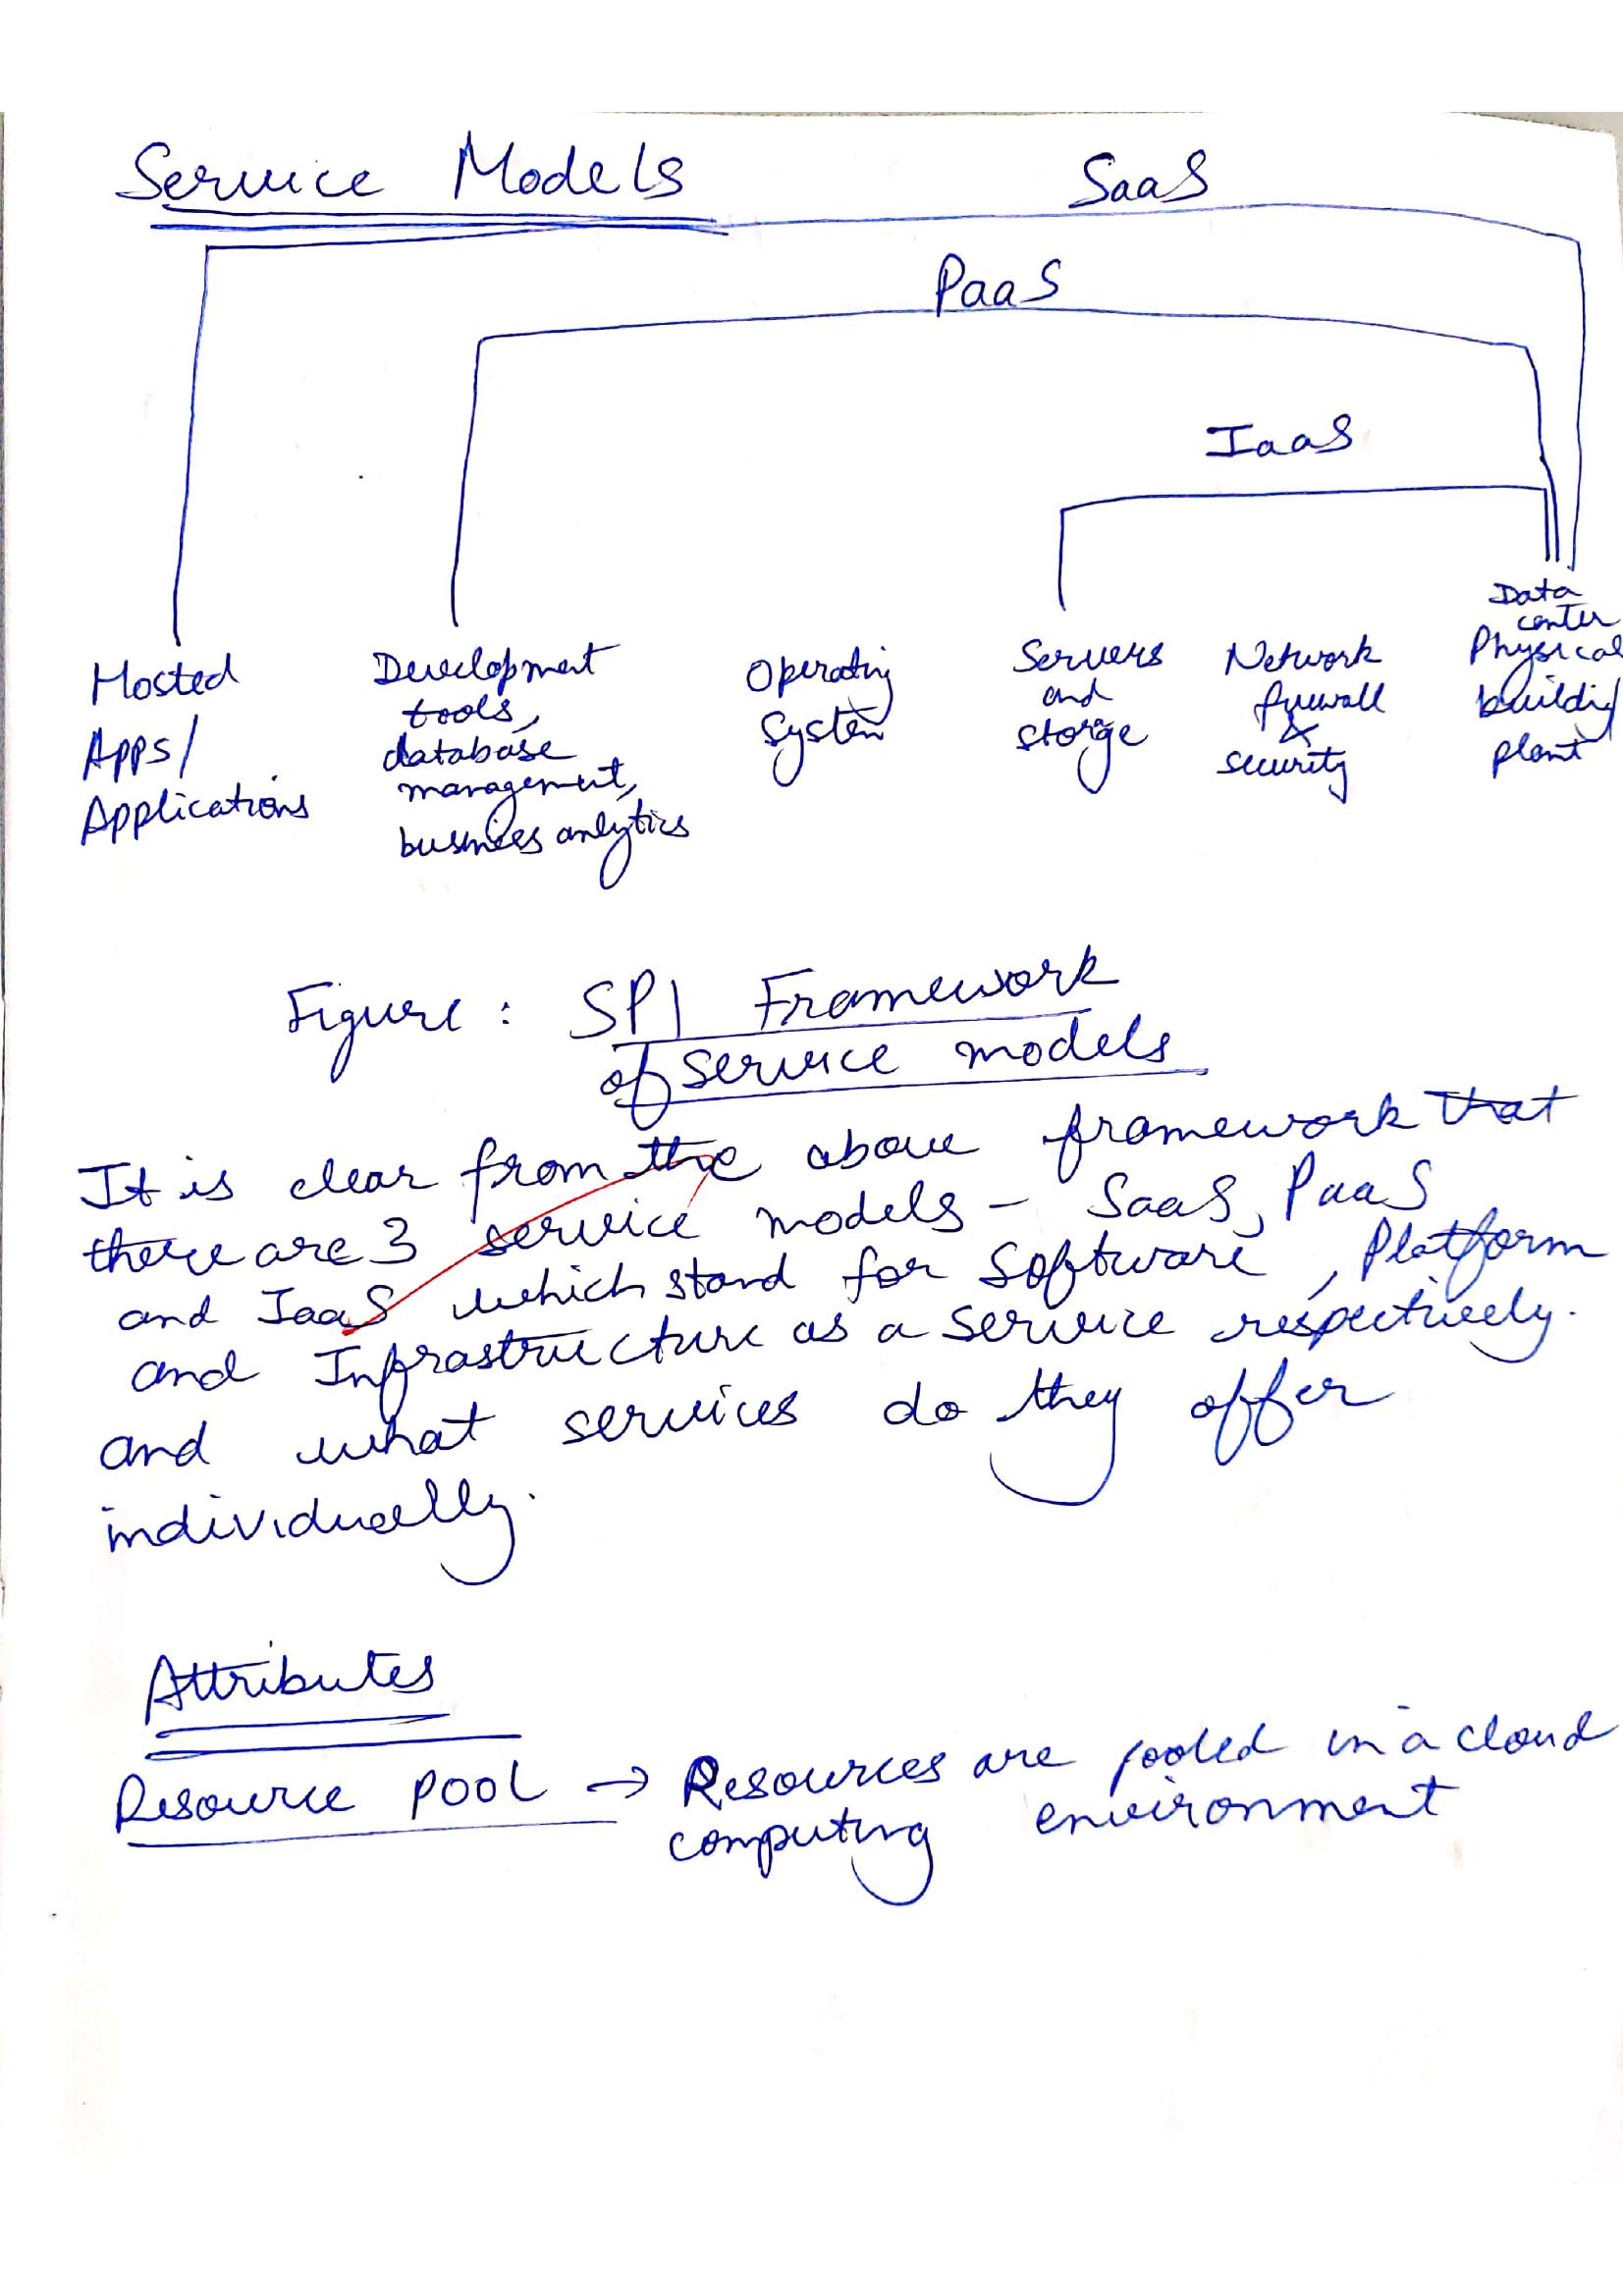 Service Models
SaaS
PaaS
IaaS
Hosted
Apps/
Applications
Development
tools,
database
management,
business anlytics
Operating
System
Servers
and
storge
Network
firewall
&
security
Data
center
Physical
buildig
plant
Figure : SPI Framework
of service models
It is clear from the above framework that
there are 3 service models - SaaS, PaaS
and IaaS which stand for Software, Platform
and Infrastructure as a service respectively.
and what services do they offer
individually.
Attributes
Resource pool → Resources are pooled in a cloud
computing environment